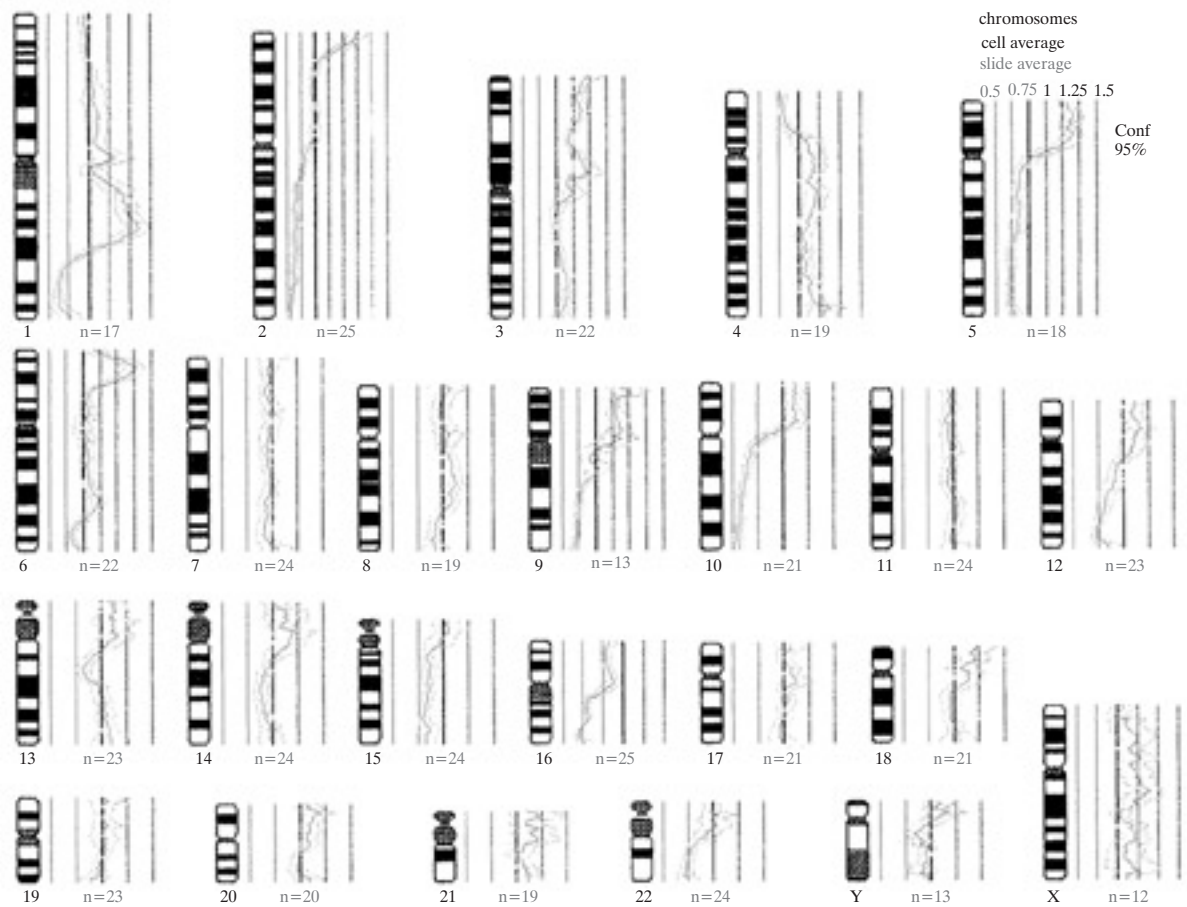 chromosomes
cell average
slide average
0.5 0.75 1 1.25 1.5
Conf
95%
1 n=17
2 n=25
3 n=22
4 n=19
5 n=18
6 n=22
7 n=24
8 n=19
9 n=13
10 n=21
11 n=24
12 n=23
13 n=23
14 n=24
15 n=24
16 n=25
17 n=21
18 n=21
19 n=23
20 n=20
21 n=19
22 n=24
Y n=13
X n=12